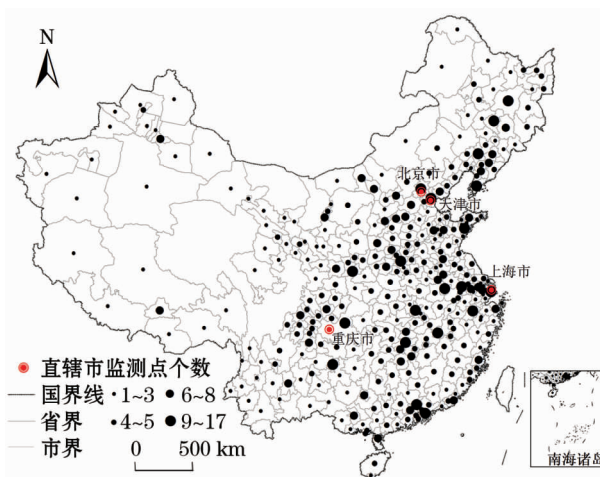 N
北京市
天津市
上海市
重庆市
直辖市监测点个数
国界线 1~3 6~8
省界 4~5 9~17
市界 0 500 km
南海诸岛